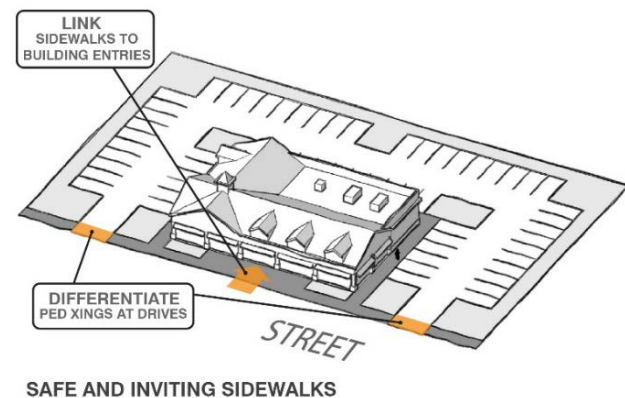 LINK
SIDEWALKS TO
BUILDING ENTRIES
DIFFERENTIATE
PED XINGS AT DRIVES
STREET
SAFE AND INVITING SIDEWALKS